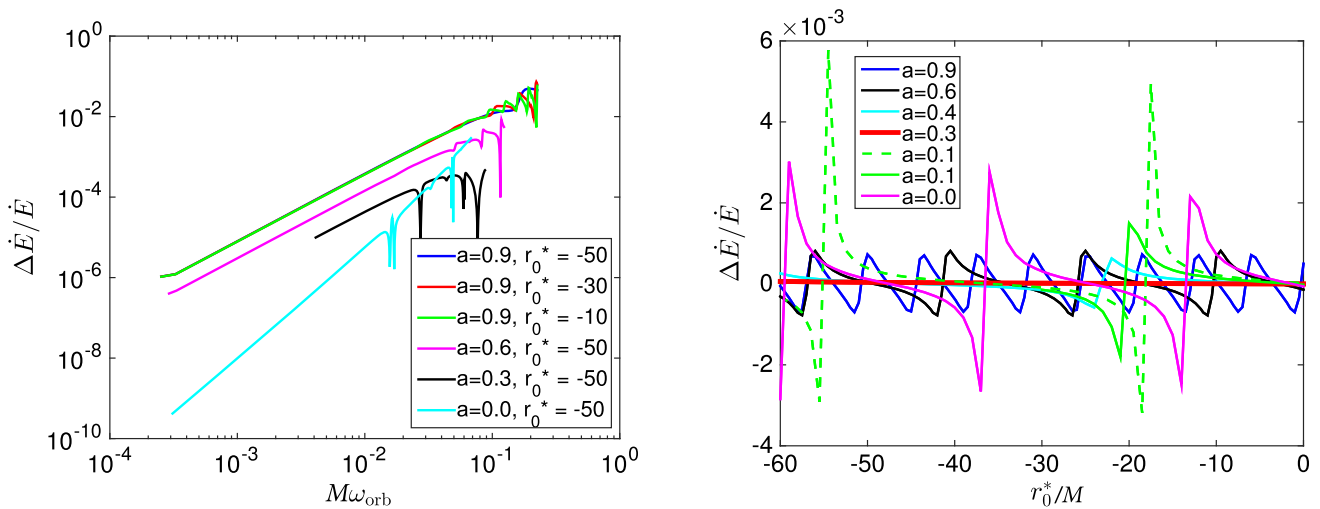 10^0
10^-2
10^-4
10^-6
10^-8
10^-10
ΔĖ/Ė
10^-4 10^-3 10^-2 10^-1 10^0
Mω_orb
a=0.9, r_0^* = -50
a=0.9, r_0^* = -30
a=0.9, r_0^* = -10
a=0.6, r_0^* = -50
a=0.3, r_0^* = -50
a=0.0, r_0^* = -50
×10^-3
6
4
2
0
-2
-4
ΔĖ/Ė
-60 -50 -40 -30 -20 -10 0
r_0^*/M
a=0.9
a=0.6
a=0.4
a=0.3
a=0.1
a=0.1
a=0.0